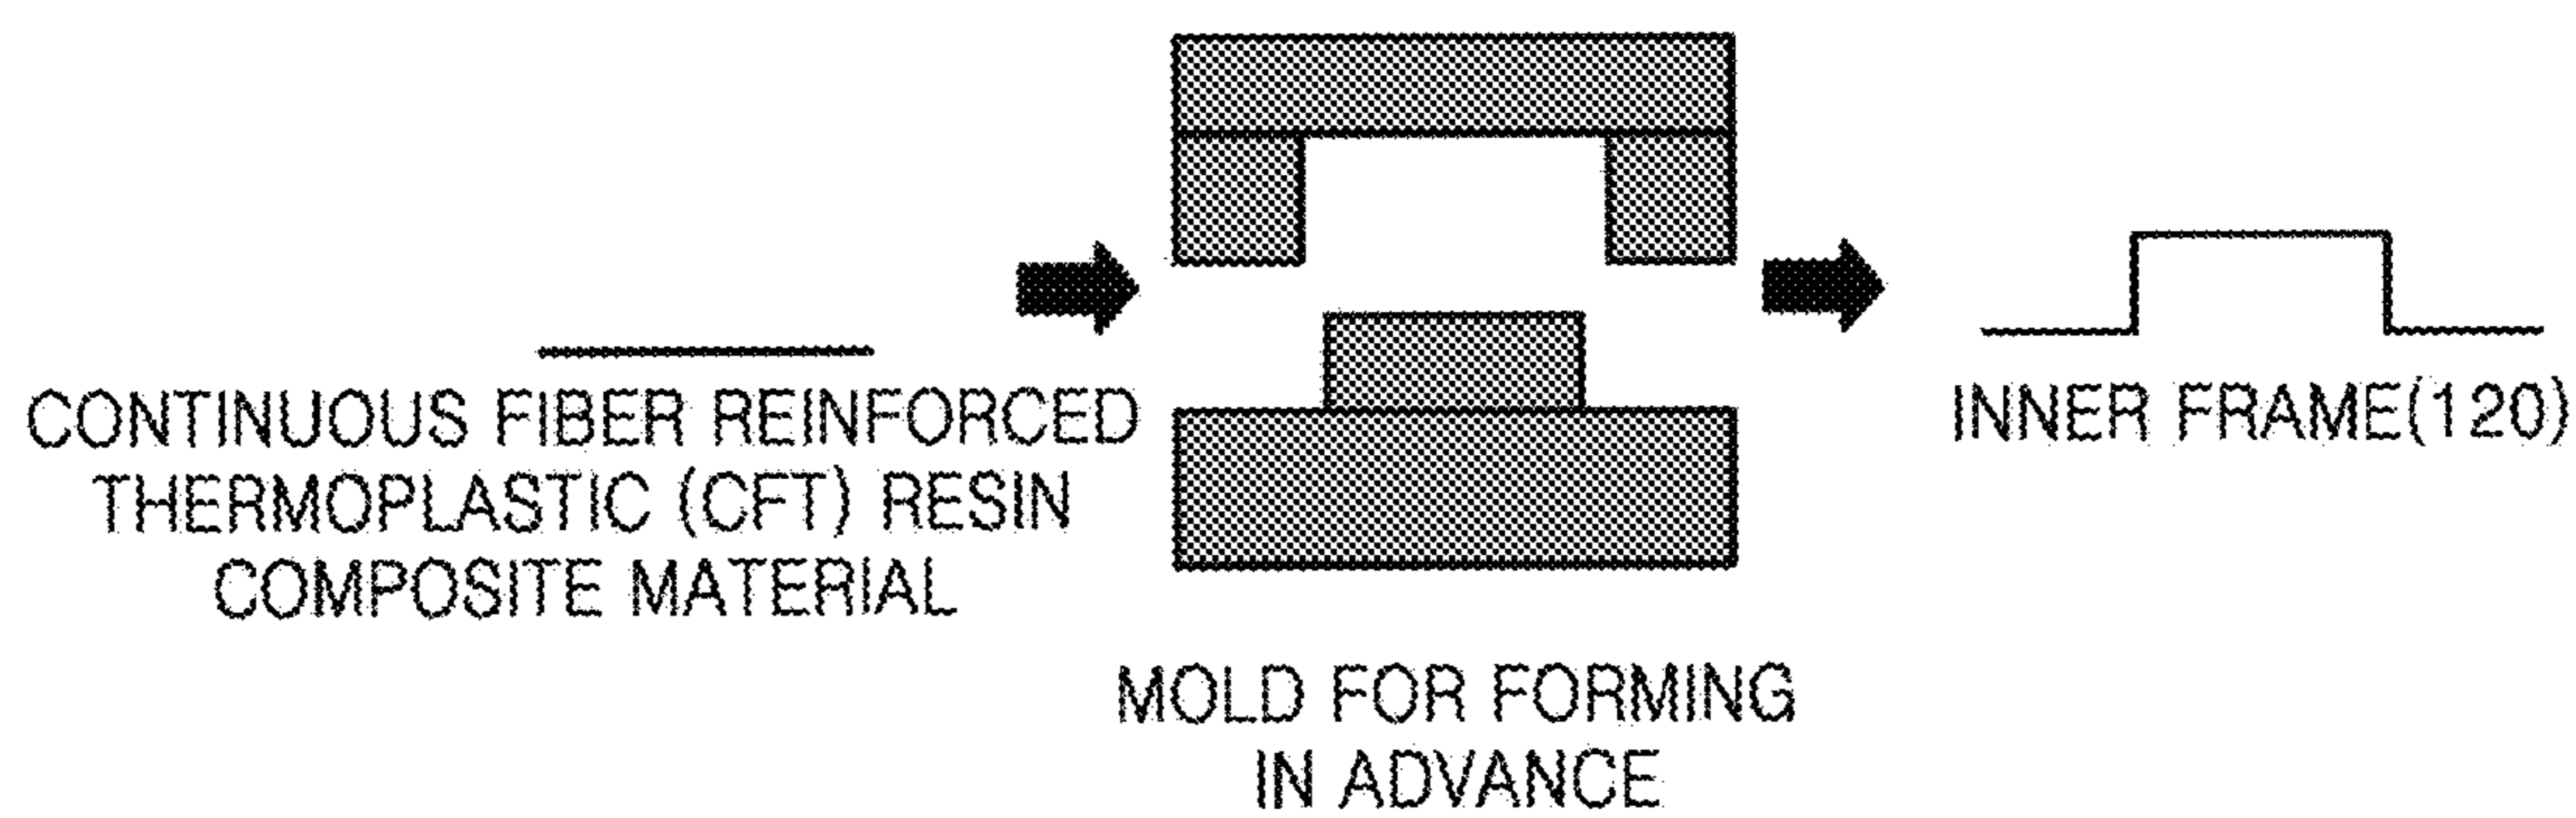 CONTINUOUS FIBER REINFORCED
THERMOPLASTIC (CFT) RESIN
COMPOSITE MATERIAL
MOLD FOR FORMING
IN ADVANCE
INNER FRAME(120)